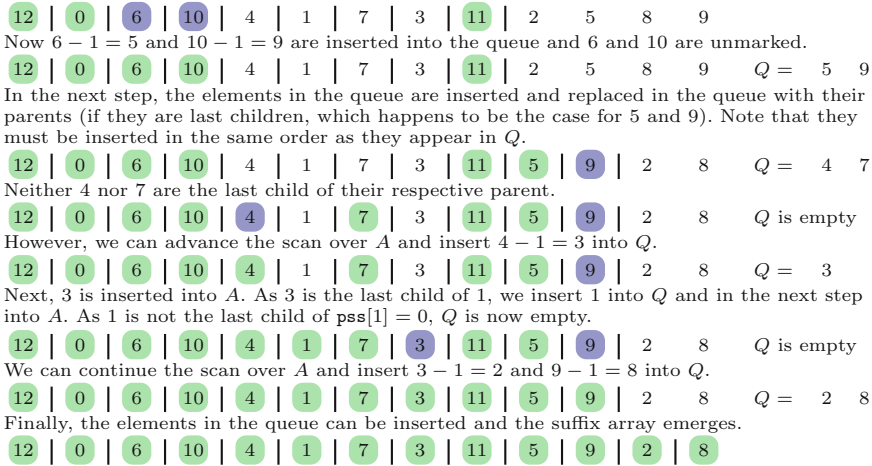 12 | 0 | 6 | 10 | 4 | 1 | 7 | 3 | 11 | 2 5 8 9
Now 6 − 1 = 5 and 10 − 1 = 9 are inserted into the queue and 6 and 10 are unmarked.
12 | 0 | 6 | 10 | 4 | 1 | 7 | 3 | 11 | 2 5 8 9 Q = 5 9
In the next step, the elements in the queue are inserted and replaced in the queue with their
parents (if they are last children, which happens to be the case for 5 and 9). Note that they
must be inserted in the same order as they appear in Q.
12 | 0 | 6 | 10 | 4 | 1 | 7 | 3 | 11 | 5 | 9 | 2 8 Q = 4 7
Neither 4 nor 7 are the last child of their respective parent.
12 | 0 | 6 | 10 | 4 | 1 | 7 | 3 | 11 | 5 | 9 | 2 8 Q is empty
However, we can advance the scan over A and insert 4 − 1 = 3 into Q.
12 | 0 | 6 | 10 | 4 | 1 | 7 | 3 | 11 | 5 | 9 | 2 8 Q = 3
Next, 3 is inserted into A. As 3 is the last child of 1, we insert 1 into Q and in the next step
into A. As 1 is not the last child of pss[1] = 0, Q is now empty.
12 | 0 | 6 | 10 | 4 | 1 | 7 | 3 | 11 | 5 | 9 | 2 8 Q is empty
We can continue the scan over A and insert 3 − 1 = 2 and 9 − 1 = 8 into Q.
12 | 0 | 6 | 10 | 4 | 1 | 7 | 3 | 11 | 5 | 9 | 2 8 Q = 2 8
Finally, the elements in the queue can be inserted and the suffix array emerges.
12 | 0 | 6 | 10 | 4 | 1 | 7 | 3 | 11 | 5 | 9 | 2 | 8